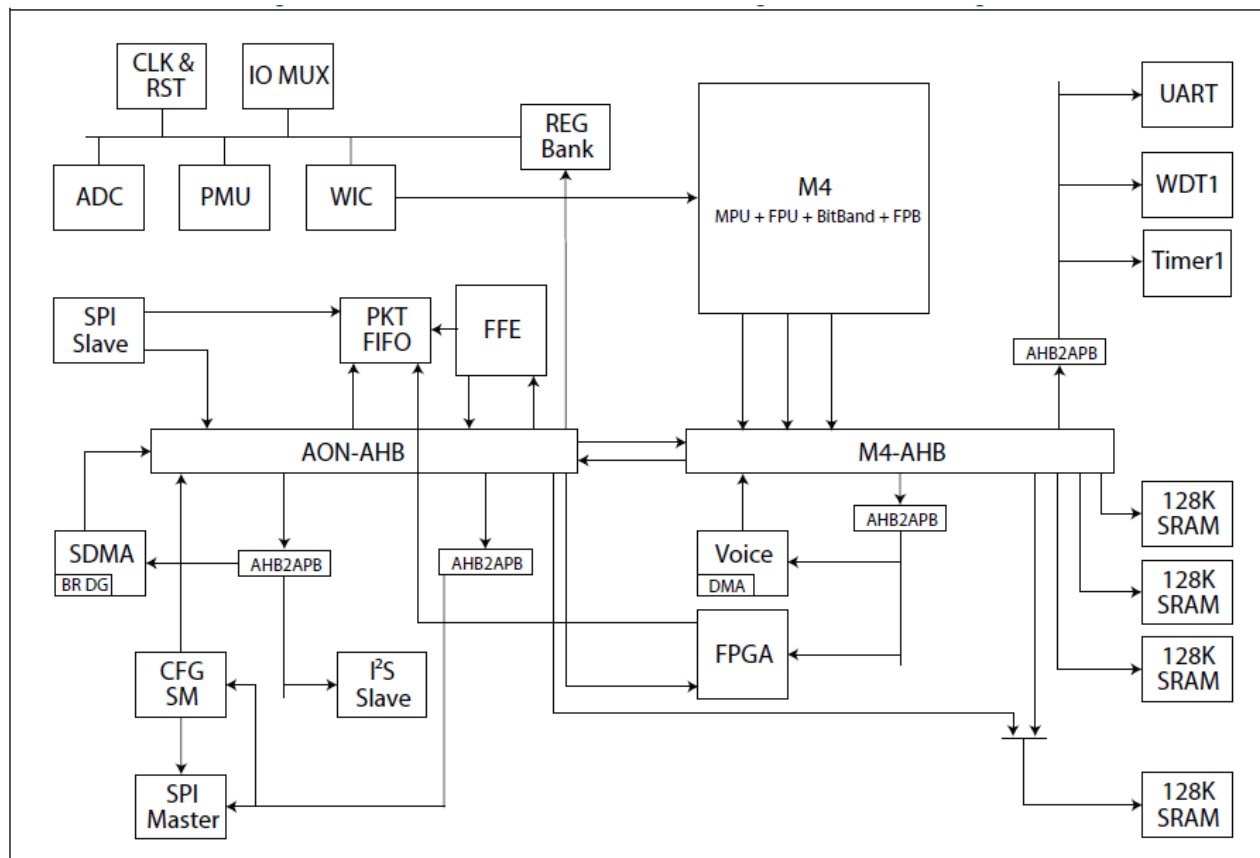 CLK &
RST
IO MUX
REG
Bank
UART
ADC
PMU
WIC
M4
MPU + FPU + BitBand + FPB
WDT1
Timer1
SPI
Slave
PKT
FIFO
FFE
AHB2APB
AON-AHB
M4-AHB
128K
SRAM
SDMA
BR DG
AHB2APB
AHB2APB
Voice
DMA
AHB2APB
128K
SRAM
CFG
SM
I²S
Slave
FPGA
128K
SRAM
SPI
Master
128K
SRAM